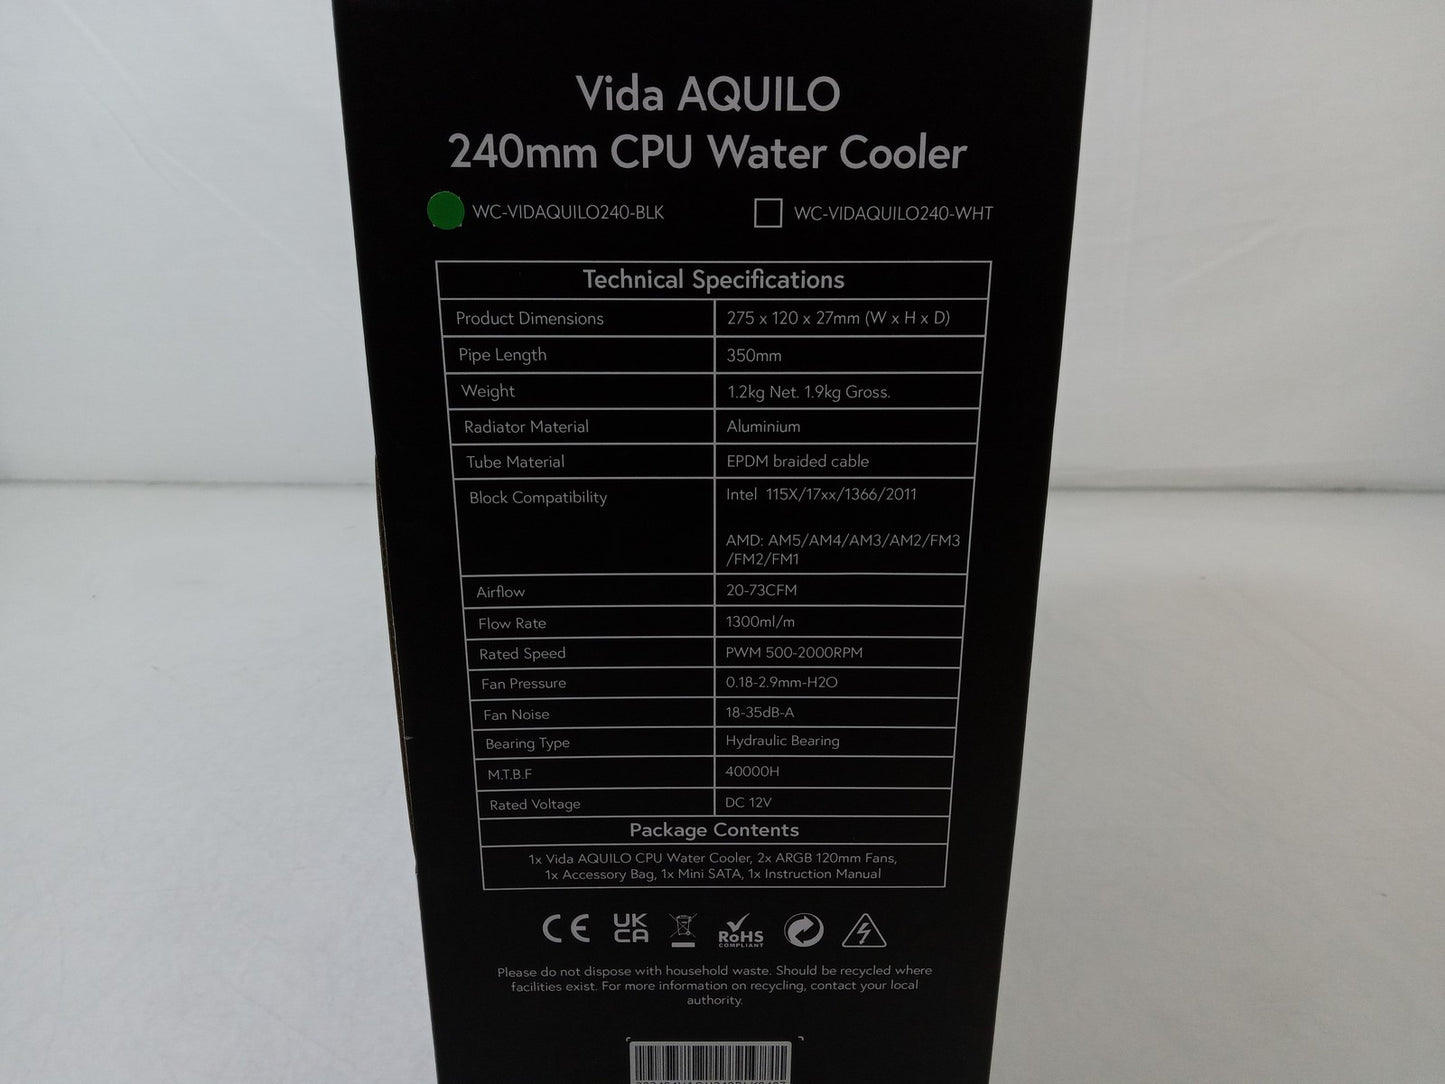 Vida AQUILO
240mm CPU Water Cooler
WC-VIDAQUILO240-BLK WC-VIDAQUILO240-WHT
Technical Specifications
Product Dimensions 275 x 120 x 27mm (W x H x D)
Pipe Length 350mm
Weight 1.2kg Net. 1.9kg Gross.
Radiator Material Aluminium
Tube Material EPDM braided cable
Block Compatibility Intel 115X/17xx/1366/2011
AMD: AM5/AM4/AM3/AM2/FM3
/FM2/FM1
Airflow 20-73CFM
Flow Rate 1300ml/m
Rated Speed PWM 500-2000RPM
Fan Pressure 0.18-2.9mm-H2O
Fan Noise 18-35dB-A
Bearing Type Hydraulic Bearing
M.T.B.F 40000H
Rated Voltage DC 12V
Package Contents
1x Vida AQUILO CPU Water Cooler, 2x ARGB 120mm Fans,
1x Accessory Bag, 1x Mini SATA, 1x Instruction Manual
CE UK
CA RoHS
COMPLIANT
Please do not dispose with household waste. Should be recycled where
facilities exist. For more information on recycling, contact your local
authority.